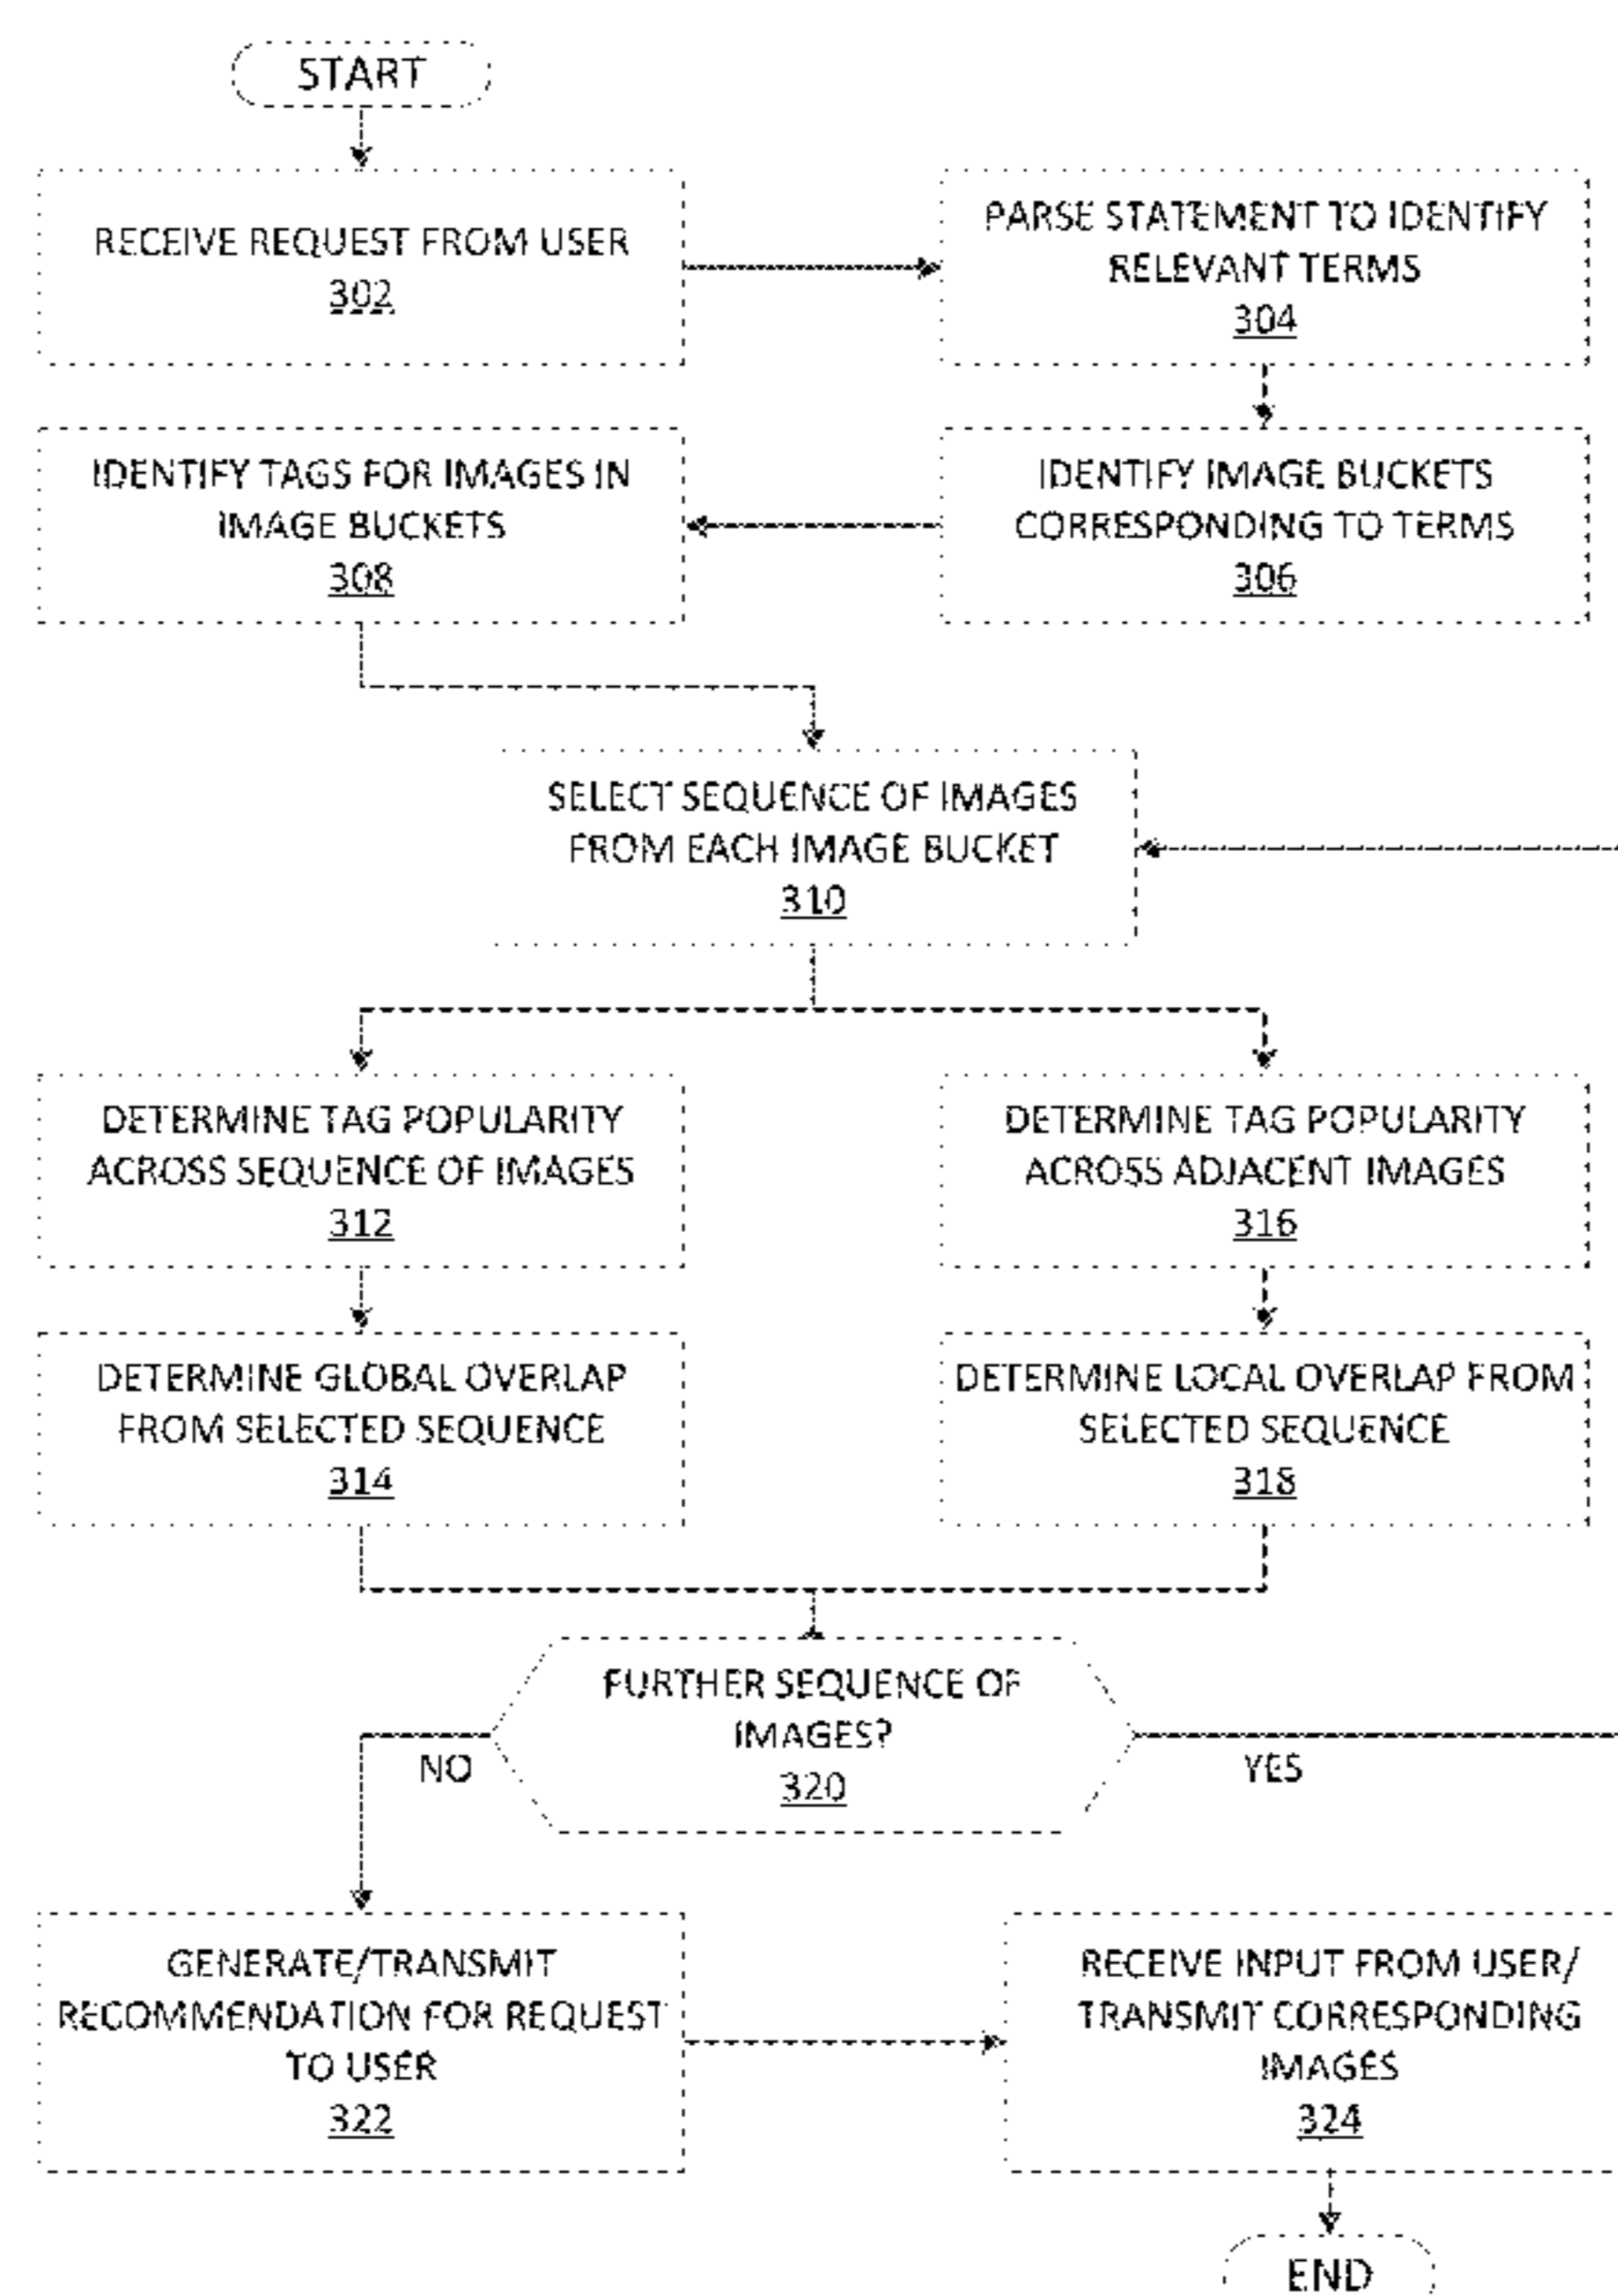 START
RECEIVE REQUEST FROM USER
302
PARSE STATEMENT TO IDENTIFY
RELEVANT TERMS
304
IDENTIFY IMAGE BUCKETS
CORRESPONDING TO TERMS
306
IDENTIFY TAGS FOR IMAGES IN
IMAGE BUCKETS
308
SELECT SEQUENCE OF IMAGES
FROM EACH IMAGE BUCKET
310
DETERMINE TAG POPULARITY
ACROSS SEQUENCE OF IMAGES
312
DETERMINE GLOBAL OVERLAP
FROM SELECTED SEQUENCE
314
DETERMINE TAG POPULARITY
ACROSS ADJACENT IMAGES
316
DETERMINE LOCAL OVERLAP FROM
SELECTED SEQUENCE
318
FURTHER SEQUENCE OF
IMAGES?
320
NO
YES
GENERATE/TRANSMIT
RECOMMENDATION FOR REQUEST
TO USER
322
RECEIVE INPUT FROM USER/
TRANSMIT CORRESPONDING
IMAGES
324
END